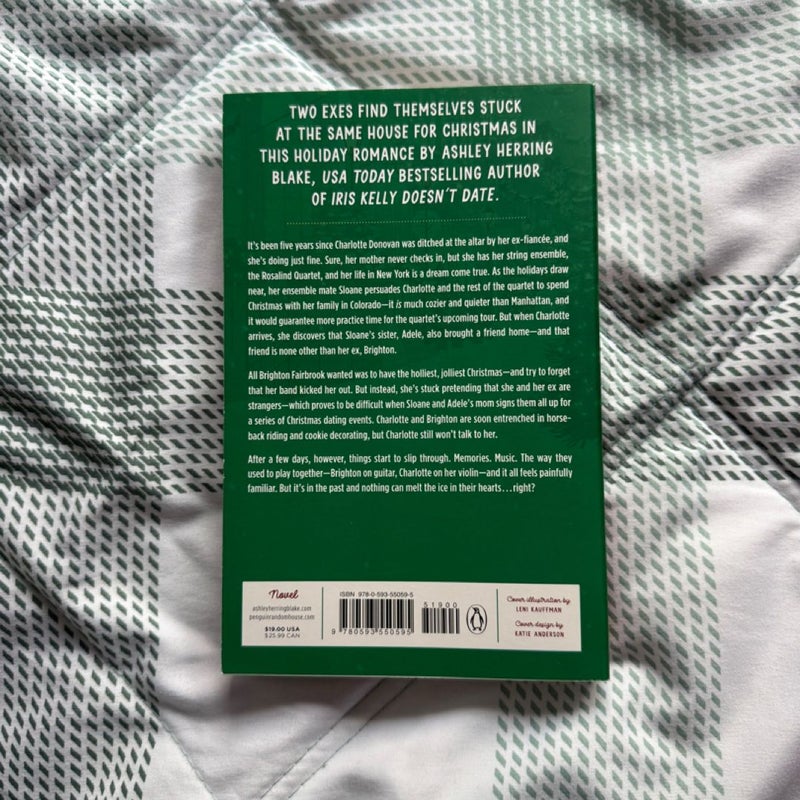 TWO EXES FIND THEMSELVES STUCK
AT THE SAME HOUSE FOR CHRISTMAS IN
THIS HOLIDAY ROMANCE BY ASHLEY HERRING
BLAKE, USA TODAY BESTSELLING AUTHOR
OF IRIS KELLY DOESN'T DATE.
It's been five years since Charlotte Donovan was ditched at the altar by her ex-fiancée, and
she's doing just fine. Sure, her mother never checks in, but she has her string ensemble,
the Rosalind Quartet, and her life in New York is a dream come true. As the holidays draw
near, her ensemble mate Sloane persuades Charlotte and the rest of the quartet to spend
Christmas with her family in Colorado—it is much cozier and quieter than Manhattan, and
it would guarantee more practice time for the quartet's upcoming tour. But when Charlotte
arrives, she discovers that Sloane's sister, Adele, also brought a friend home—and that
friend is none other than her ex, Brighton.
All Brighton Fairbrook wanted was to have the holliest, jolliest Christmas—and try to forget
that her band kicked her out. But instead, she's stuck pretending that she and her ex are
strangers—which proves to be difficult when Sloane and Adele's mom signs them all up for
a series of Christmas dating events. Charlotte and Brighton are soon entrenched in horse-
back riding and cookie decorating, but Charlotte still won't talk to her.
After a few days, however, things start to slip through. Memories. Music. The way they
used to play together—Brighton on guitar, Charlotte on her violin—and it all feels painfully
familiar. But it's in the past and nothing can melt the ice in their hearts...right?
Novel
ashleyherringblake.com
penguinrandomhouse.com
$19.00 USA
$25.99 CAN
ISBN 978-0-593-55059-5
51900
9 780593 550595
Cover illustration by
LENI KAUFFMAN
Cover design by
KATIE ANDERSON